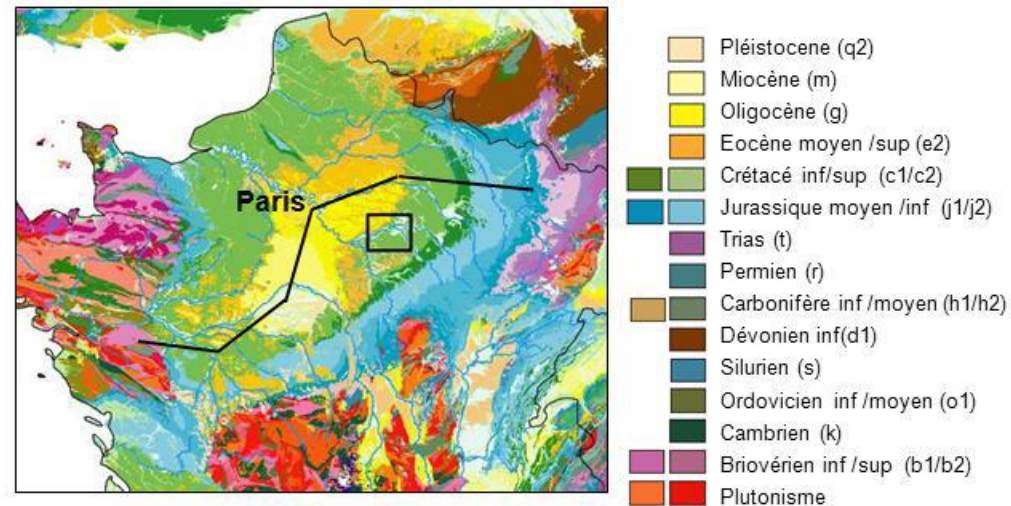 Paris
Pléistocene (q2)
Miocène (m)
Oligocène (g)
Eocène moyen /sup (e2)
Crétacé inf/sup (c1/c2)
Jurassique moyen /inf (j1/j2)
Trias (t)
Permien (r)
Carbonifère inf /moyen (h1/h2)
Dévonien inf(d1)
Silurien (s)
Ordovicien inf /moyen (o1)
Cambrien (k)
Briovérien inf /sup (b1/b2)
Plutonisme